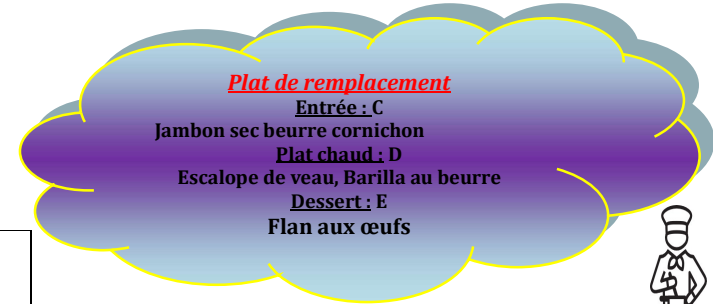 Plat de remplacement
Entrée : C
Jambon sec beurre cornichon
Plat chaud : D
Escalope de veau, Barilla au beurre
Dessert : E
Flan aux œufs